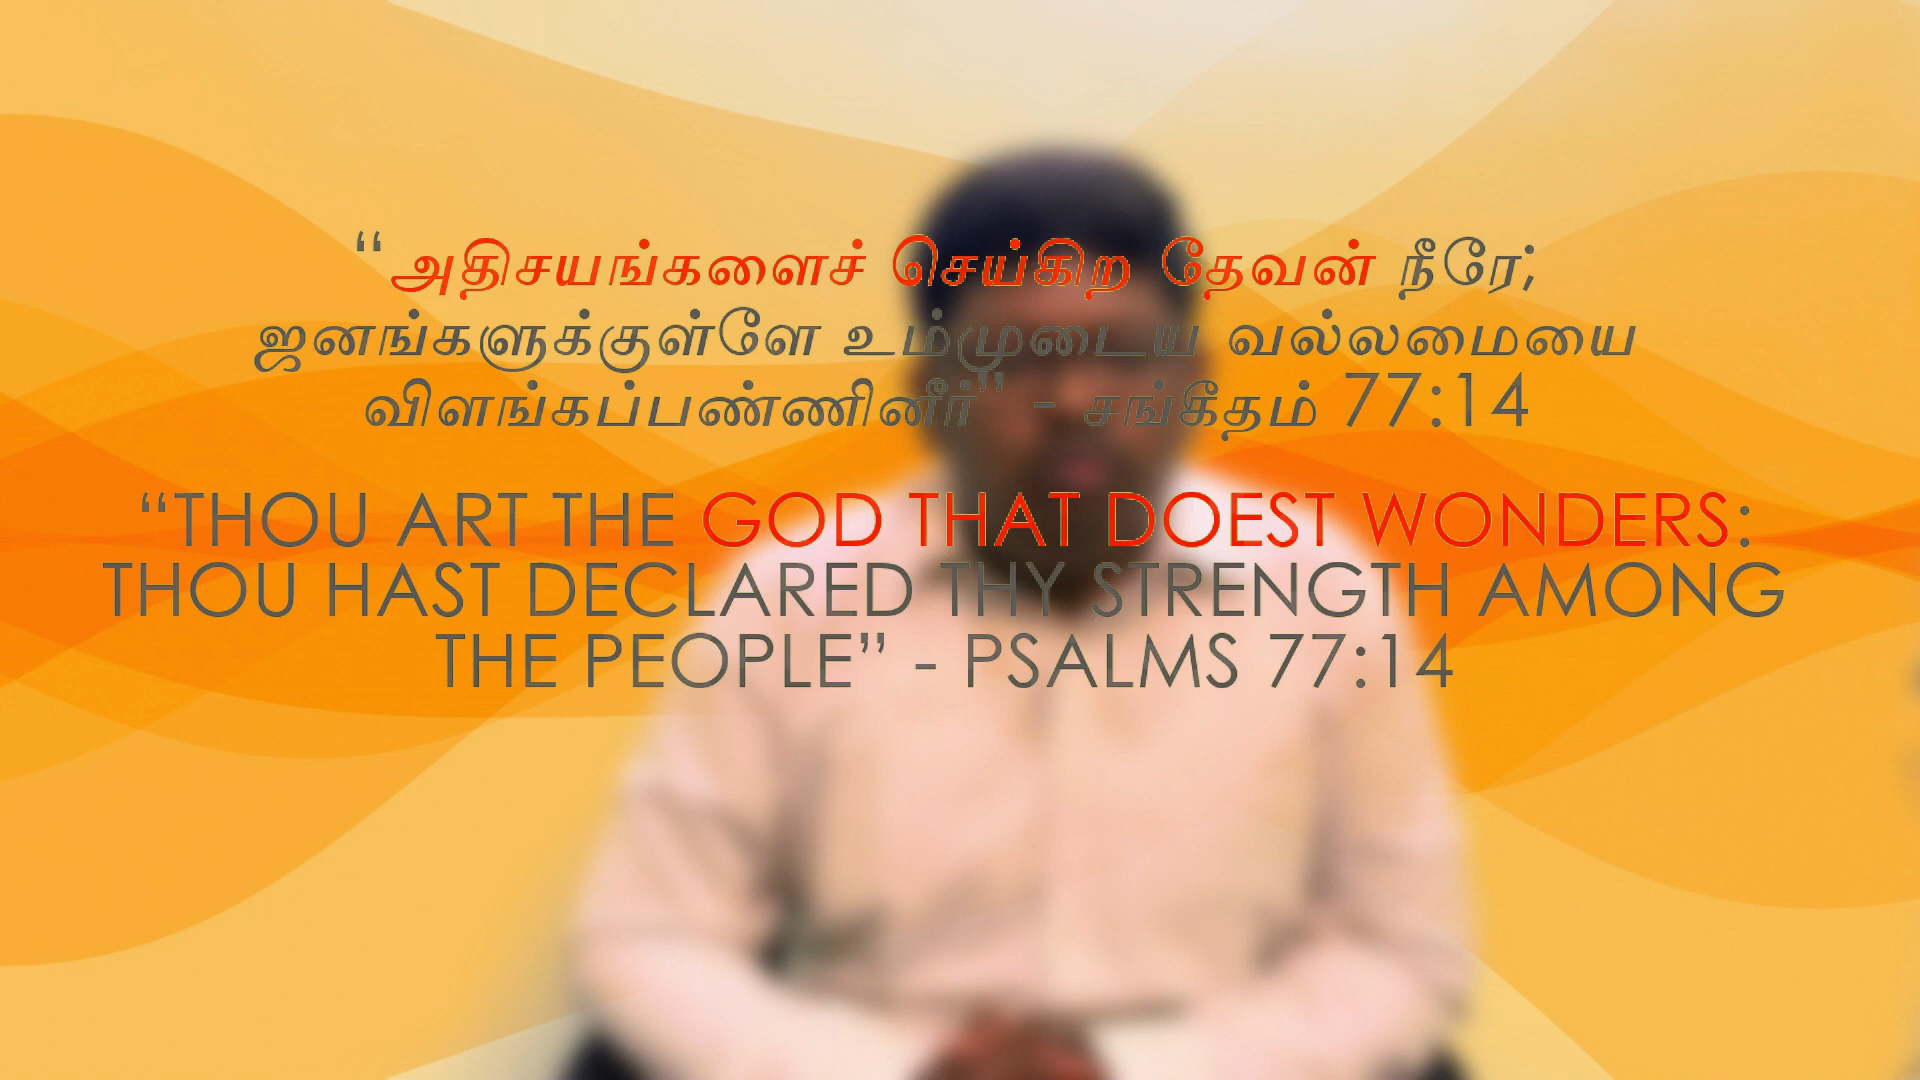 “அதிசயங்களைச் செய்கிற தேவன் நீரே;
ஜனங்களுக்குள்ளே உம்முடைய வல்லமையை
விளங்கப்பண்ணினீர்" - சங்கீதம் 77:14
“THOU ART THE GOD THAT DOEST WONDERS:
THOU HAST DECLARED THY STRENGTH AMONG
THE PEOPLE” - PSALMS 77:14